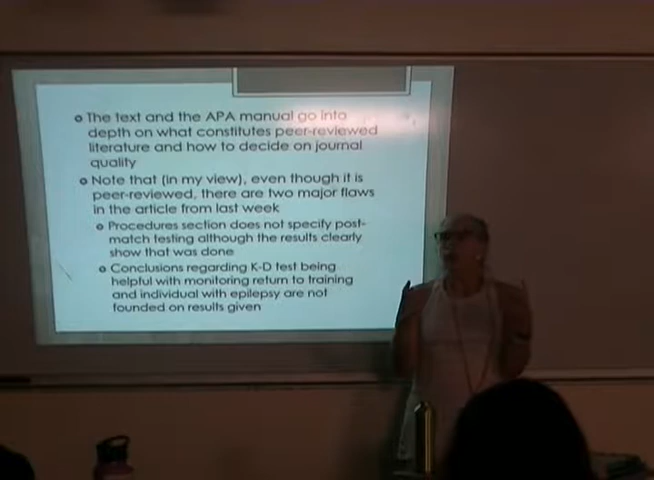 The text and the APA manual go into
depth on what constitutes peer-reviewed
literature and how to decide on journal
quality
Note that (in my view), even though it is
peer-reviewed, there are two major flaws
in the article from last week
Procedures section does not specify post-
match testing although the results clearly
show that was done
Conclusions regarding K-D test being
helpful with monitoring return to training
and individual with epilepsy are not
founded on results given